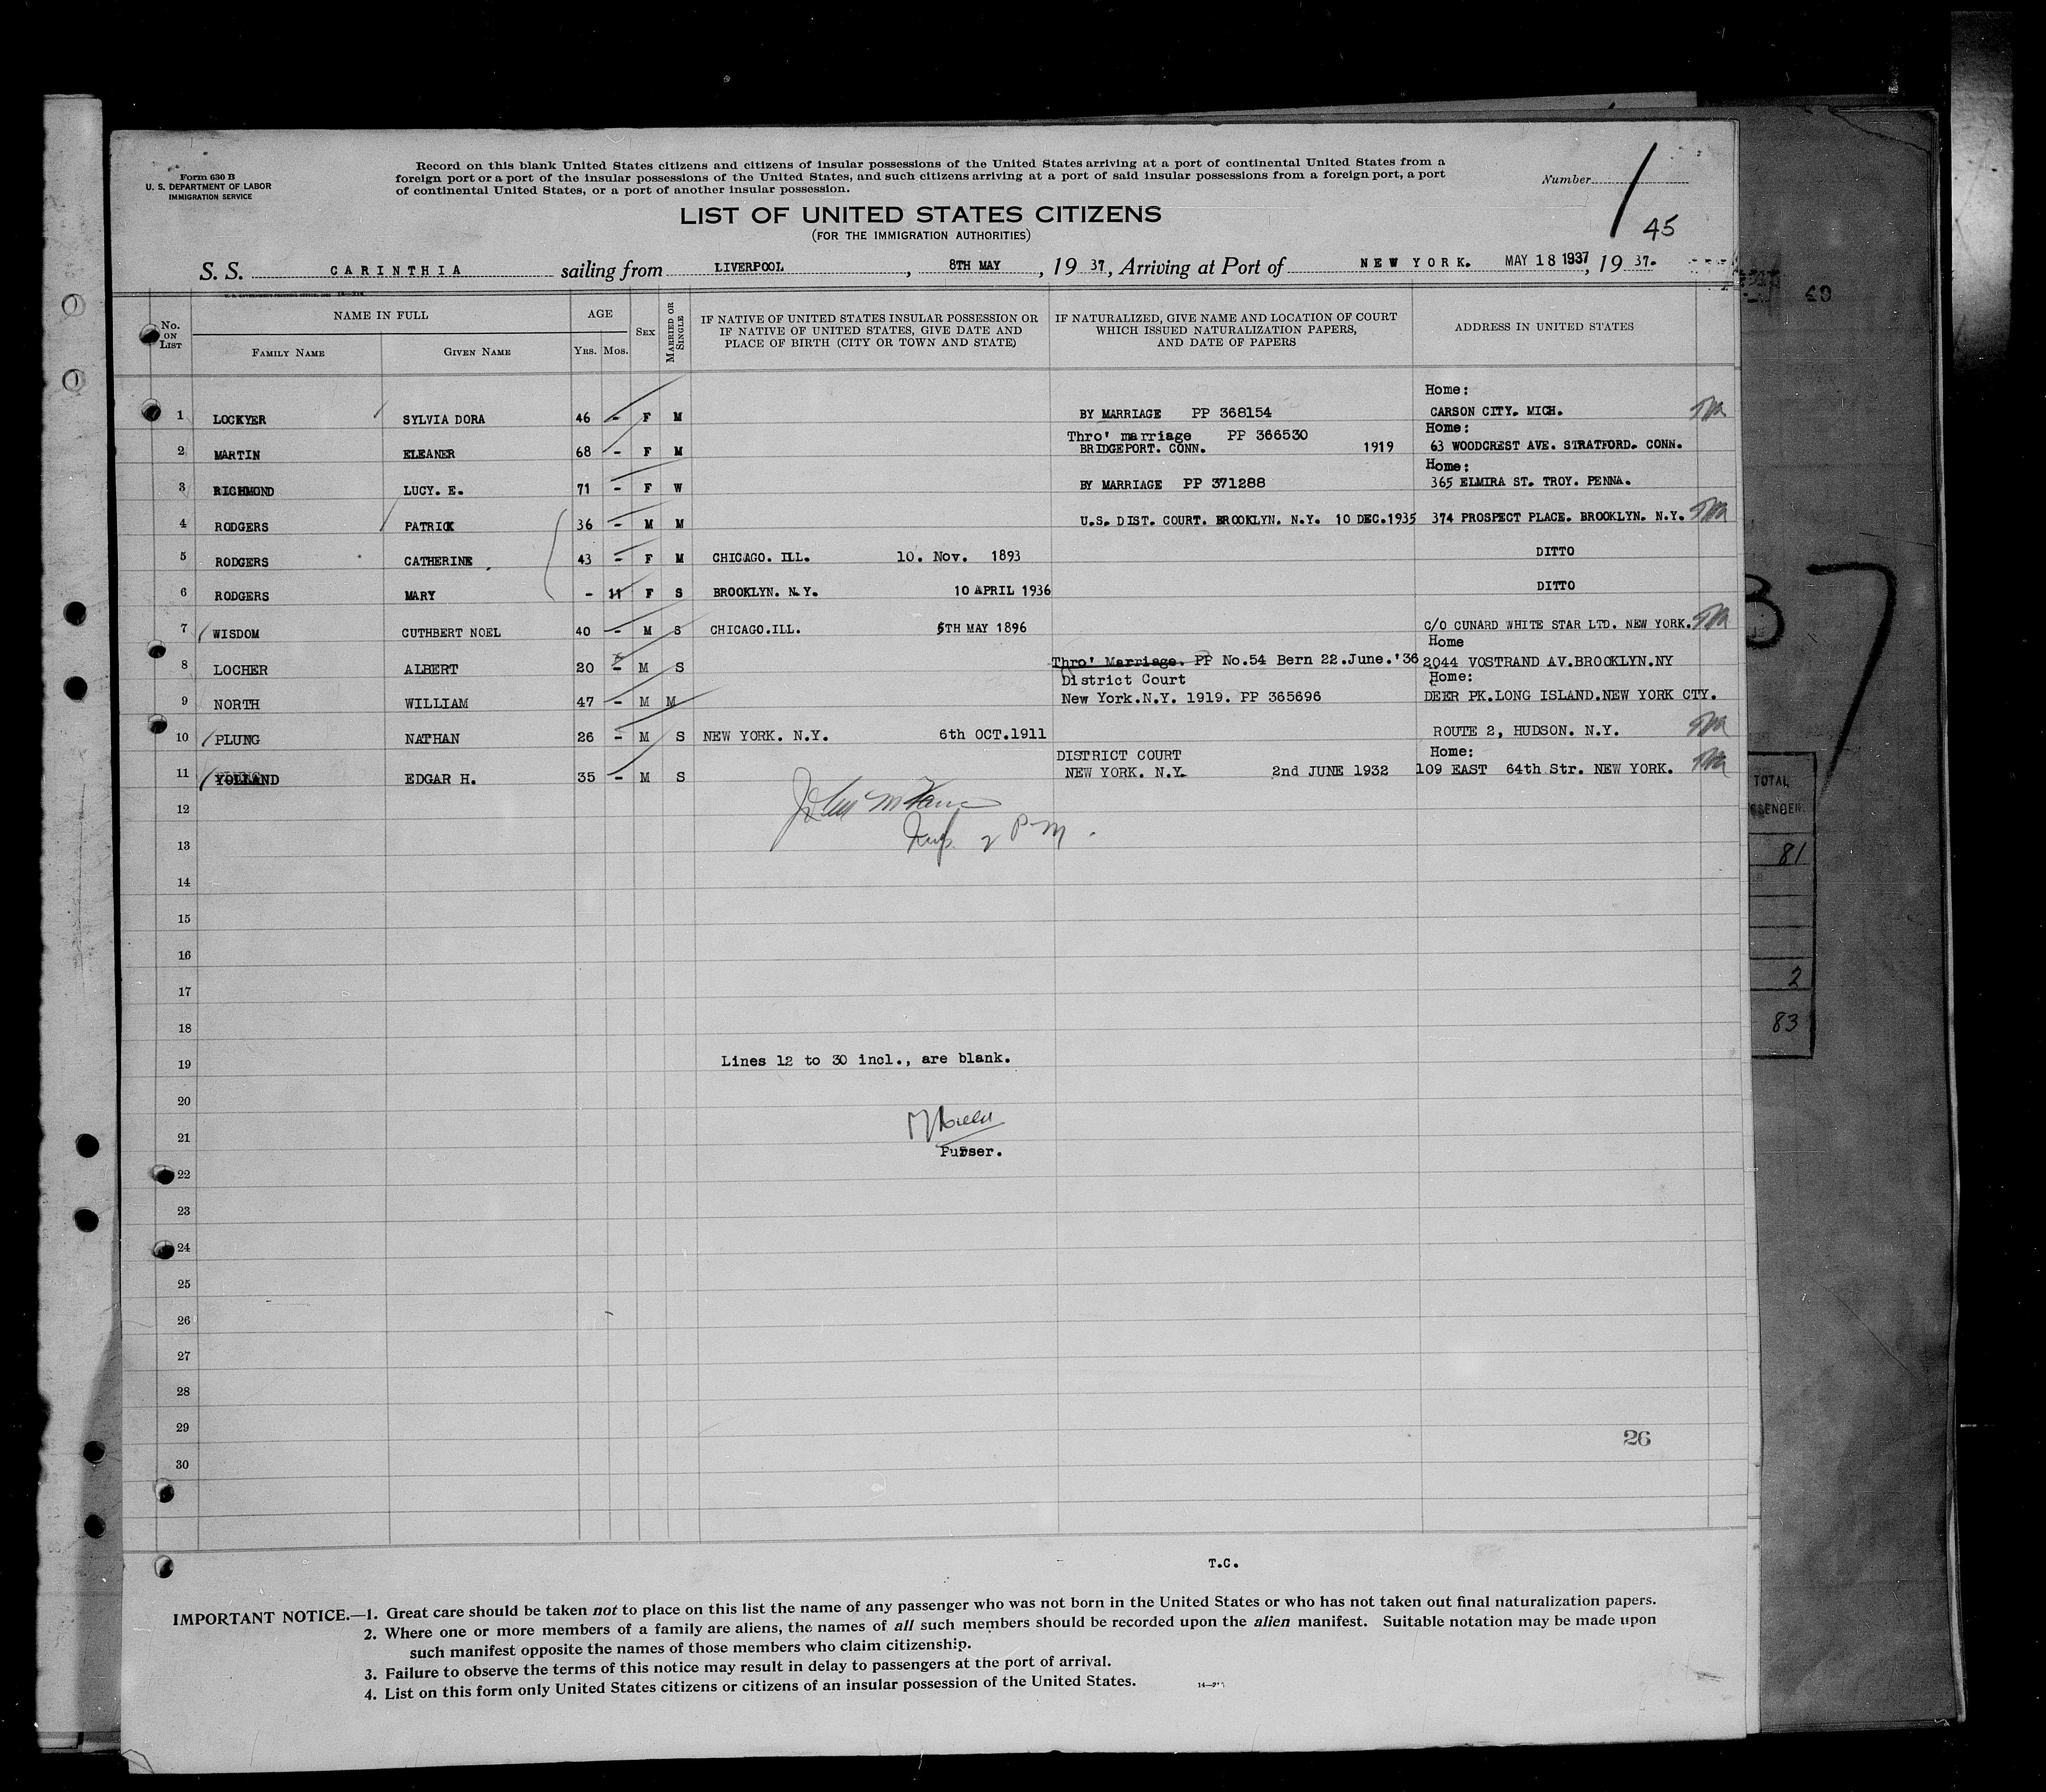 Form 630 B
U. S. DEPARTMENT OF LABOR
IMMIGRATION SERVICE
Record on this blank United States citizens and citizens of insular possessions of the United States arriving at a port of continental United States from a
foreign port or a port of the insular possessions of the United States, and such citizens arriving at a port of said insular possessions from a foreign port, a port
of continental United States, or a port of another insular possession.
Number
45
LIST OF UNITED STATES CITIZENS
(FOR THE IMMIGRATION AUTHORITIES)
S. S. CARINTHIA sailing from LIVERPOOL, 8TH MAY, 19 37, Arriving at Port of NEW YORK. MAY 18 1937, 19 37.
No. ON LIST NAME IN FULL AGE SEX MARRIED OR SINGLE IF NATIVE OF UNITED STATES INSULAR POSSESSION OR IF NATIVE OF UNITED STATES, GIVE DATE AND PLACE OF BIRTH (CITY OR TOWN AND STATE) IF NATURALIZED, GIVE NAME AND LOCATION OF COURT WHICH ISSUED NATURALIZATION PAPERS, AND DATE OF PAPERS ADDRESS IN UNITED STATES
FAMILY NAME GIVEN NAME YRS. MOS.
Home:
1 LOCKYER SYLVIA DORA 46 - F M BY MARRIAGE PP 368154 CARSON CITY. MICH.
Thro' marriage PP 366530 Home:
2 MARTIN ELEANER 68 - F M BRIDGEPORT. CONN. 1919 63 WOODCREST AVE. STRATFORD. CONN.
Home:
3 RICHMOND LUCY. E. 71 - F W BY MARRIAGE PP 371288 365 ELMIRA ST. TROY. PENNA.
4 RODGERS PATRICK 36 - M M U.S. DIST. COURT. BROOKLYN. N.Y. 10 DEC.1935 374 PROSPECT PLACE. BROOKLYN. N.Y.
5 RODGERS CATHERINE 43 - F M CHICAGO. ILL. 10. Nov. 1893 DITTO
6 RODGERS MARY - 11 F S BROOKLYN. N.Y. 10 APRIL 1936 DITTO
7 WISDOM CUTHBERT NOEL 40 - M S CHICAGO.ILL. 5TH MAY 1896 C/O CUNARD WHITE STAR LTD. NEW YORK.
Home
8 LOCHER ALBERT 20 - M S Thro' Marriage. PP No.54 Bern 22.June.'36 2044 VOSTRAND AV.BROOKLYN.NY
District Court Home:
9 NORTH WILLIAM 47 - M M New York.N.Y. 1919. PP 365696 DEER PK.LONG ISLAND.NEW YORK CTY.
10 PLUNG NATHAN 26 - M S NEW YORK. N.Y. 6th OCT.1911 ROUTE 2, HUDSON. N.Y.
DISTRICT COURT Home:
11 YOLLAND EDGAR H. 35 - M S NEW YORK. N.Y. 2nd JUNE 1932 109 EAST 64th Str. NEW YORK.
12
13
14
15
16
17
18
19 Lines 12 to 30 incl., are blank.
20
21
Purser.
22
23
24
25
26
27
28
29
26
30
T.C.
IMPORTANT NOTICE.—1. Great care should be taken not to place on this list the name of any passenger who was not born in the United States or who has not taken out final naturalization papers.
2. Where one or more members of a family are aliens, the names of all such members should be recorded upon the alien manifest. Suitable notation may be made upon
such manifest opposite the names of those members who claim citizenship.
3. Failure to observe the terms of this notice may result in delay to passengers at the port of arrival.
4. List on this form only United States citizens or citizens of an insular possession of the United States.
TOTAL
81
2
83